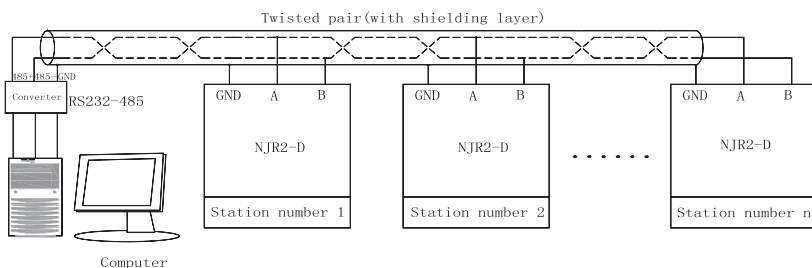 Twisted pair(with shielding layer)
485+485-GND
Converter RS232-485
GND A B GND A B GND A B
NJR2-D NJR2-D NJR2-D
......
Station number 1 Station number 2 Station number n
Computer